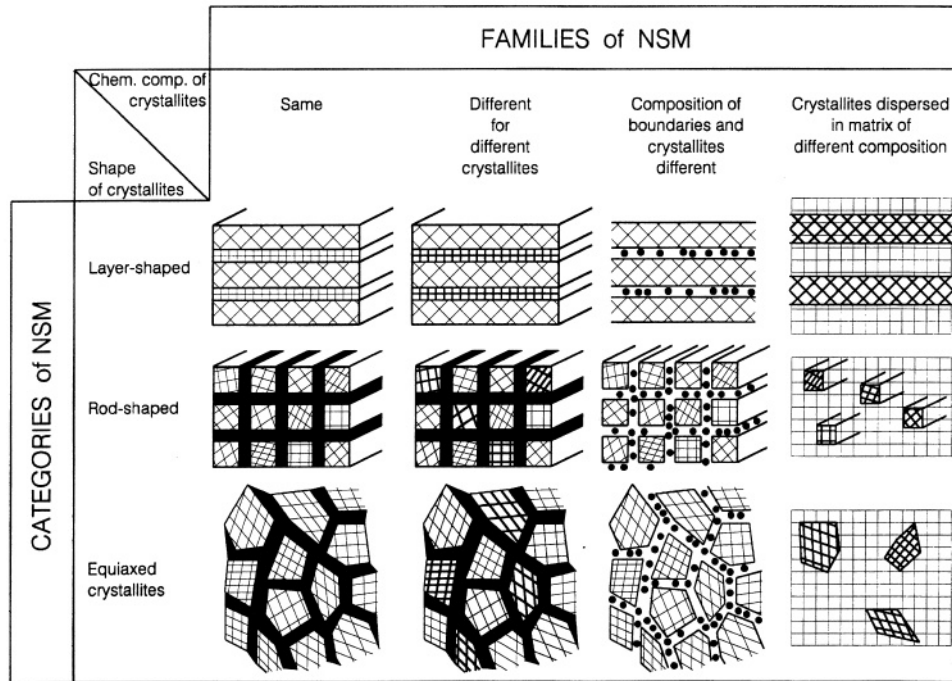 FAMILIES of NSM
Chem. comp. of
crystallites
Shape
of crystallites
Same
Different
for
different
crystallites
Composition of
boundaries and
crystallites
different
Crystallites dispersed
in matrix of
different composition
CATEGORIES of NSM
Layer-shaped
Rod-shaped
Equiaxed
crystallites